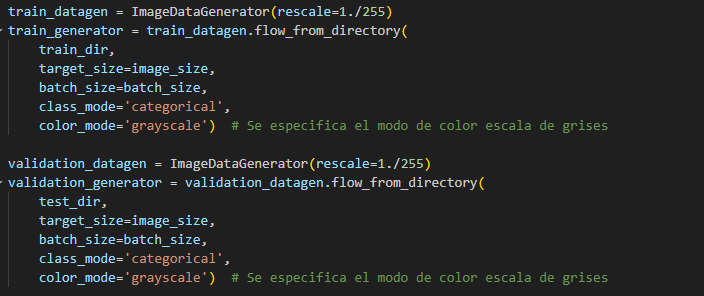 train_datagen = ImageDataGenerator(rescale=1./255)
train_generator = train_datagen.flow_from_directory(
    train_dir,
    target_size=image_size,
    batch_size=batch_size,
    class_mode='categorical',
    color_mode='grayscale')  # Se especifica el modo de color escala de grises
validation_datagen = ImageDataGenerator(rescale=1./255)
validation_generator = validation_datagen.flow_from_directory(
    test_dir,
    target_size=image_size,
    batch_size=batch_size,
    class_mode='categorical',
    color_mode='grayscale')  # Se especifica el modo de color escala de grises